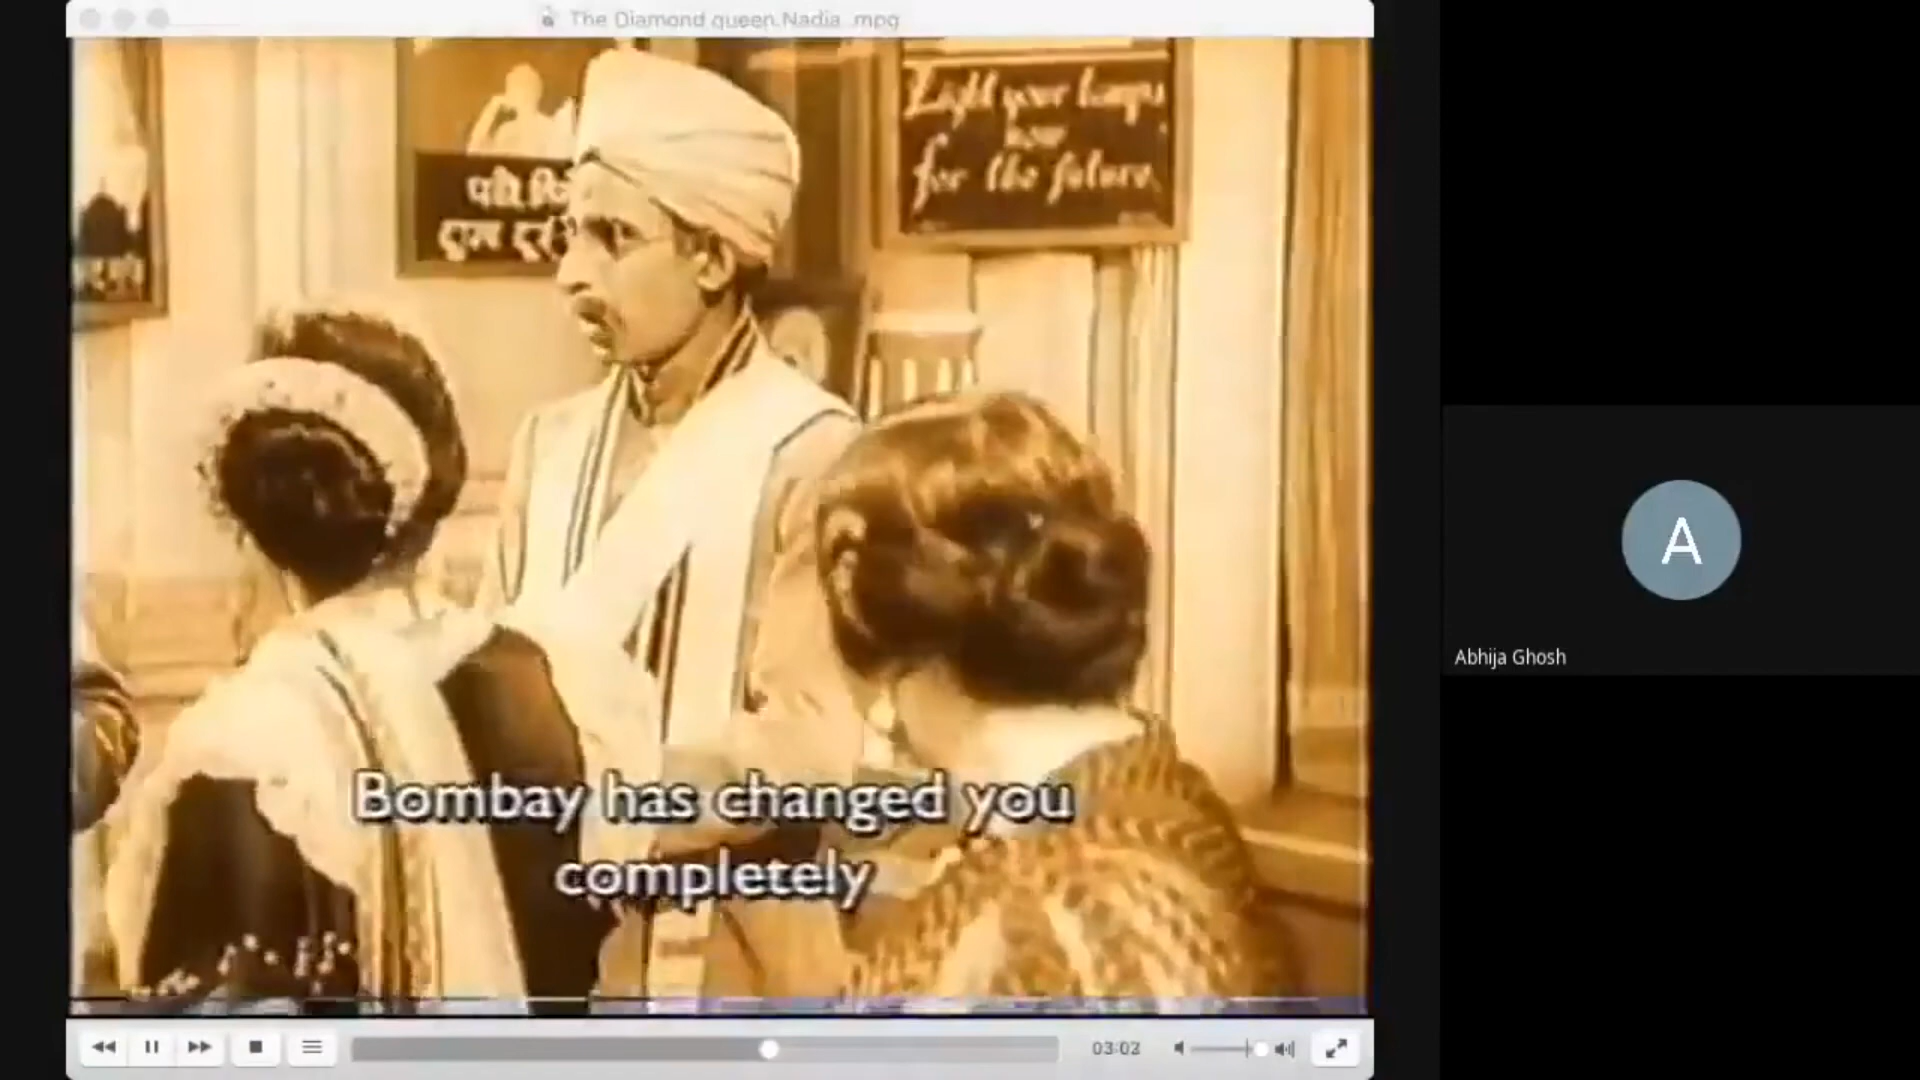 The Diamond queen.Nadia .mpg
Light your lamps
now
for the future.
Bombay has changed you
completely
03:02
A
Abhija Ghosh